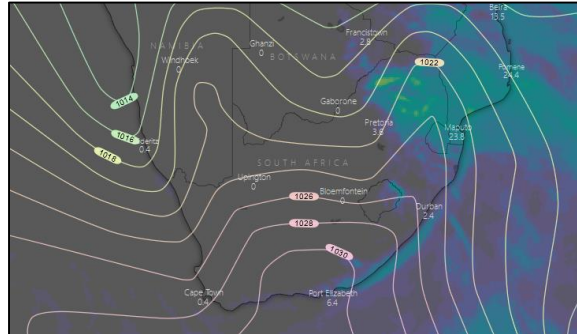 Beira
13.5
Francistown
2.8
Ghanzi
0
NAMIBIA
Windhoek
0
BOTSWANA
1022
Pomene
24.4
1014
Gaborone
0
1016
Pretoria
3.6
Maputo
23.8
0.4
1018
SOUTH AFRICA
Upington
0
Bloemfontein
0
1026
Durban
2.4
1028
1030
Cape Town
0.4
Port Elizabeth
6.4